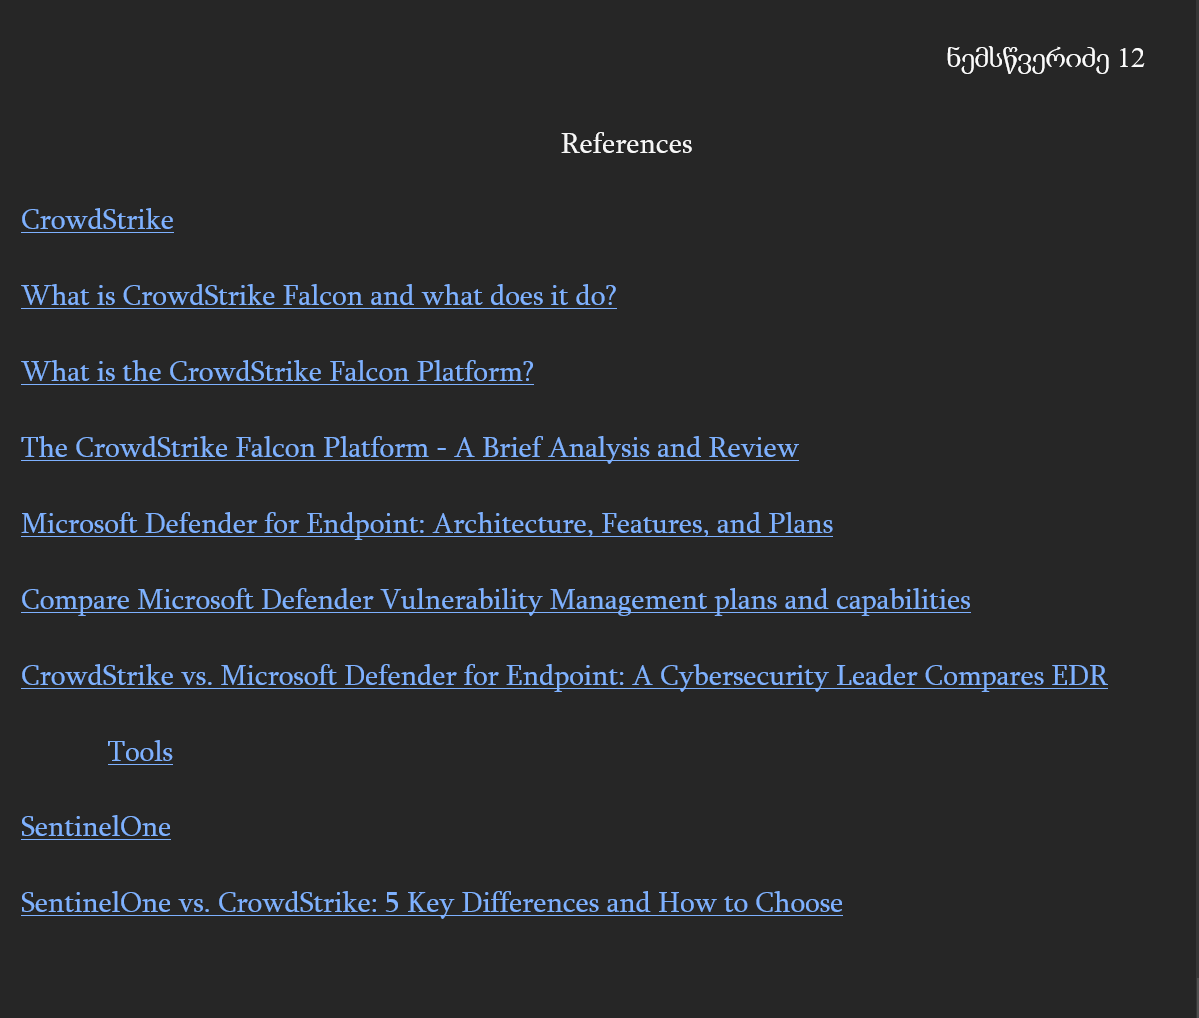 ნემსწვერიძე 12
References
CrowdStrike
What is CrowdStrike Falcon and what does it do?
What is the CrowdStrike Falcon Platform?
The CrowdStrike Falcon Platform - A Brief Analysis and Review
Microsoft Defender for Endpoint: Architecture, Features, and Plans
Compare Microsoft Defender Vulnerability Management plans and capabilities
CrowdStrike vs. Microsoft Defender for Endpoint: A Cybersecurity Leader Compares EDR
Tools
SentinelOne
SentinelOne vs. CrowdStrike: 5 Key Differences and How to Choose